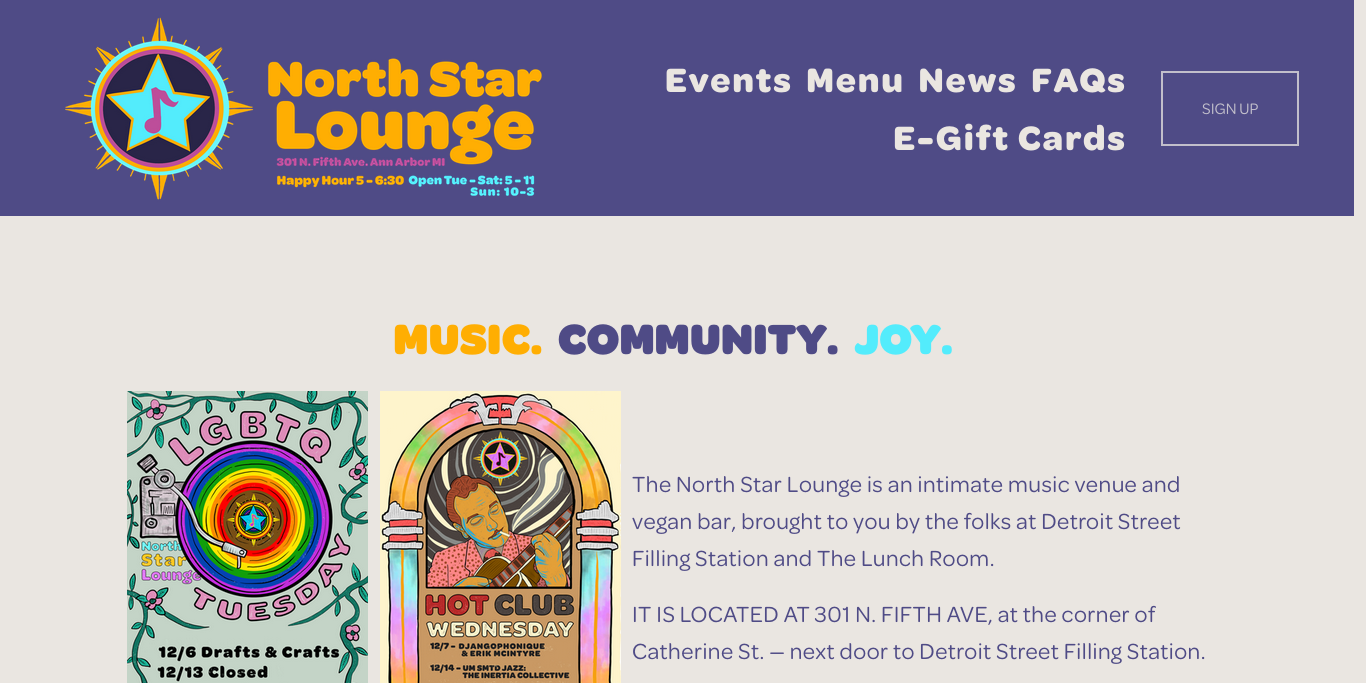 North Star
Lounge
301 N. Fifth Ave. Ann Arbor MI
Happy Hour 5 - 6:30 Open Tue - Sat: 5 - 11
Sun: 10-3
Events Menu News FAQs
E-Gift Cards
SIGN UP
MUSIC. COMMUNITY. JOY.
LGBTQ
North
Star
Lounge
TUESDAY
12/6 Drafts & Crafts
12/13 Closed
HOT CLUB
WEDNESDAY
12/7 - DJANGOPHONIQUE
& ERIK MCINTYRE
12/14 - UM SMTD JAZZ:
THE INERTIA COLLECTIVE
The North Star Lounge is an intimate music venue and
vegan bar, brought to you by the folks at Detroit Street
Filling Station and The Lunch Room.
IT IS LOCATED AT 301 N. FIFTH AVE, at the corner of
Catherine St. — next door to Detroit Street Filling Station.